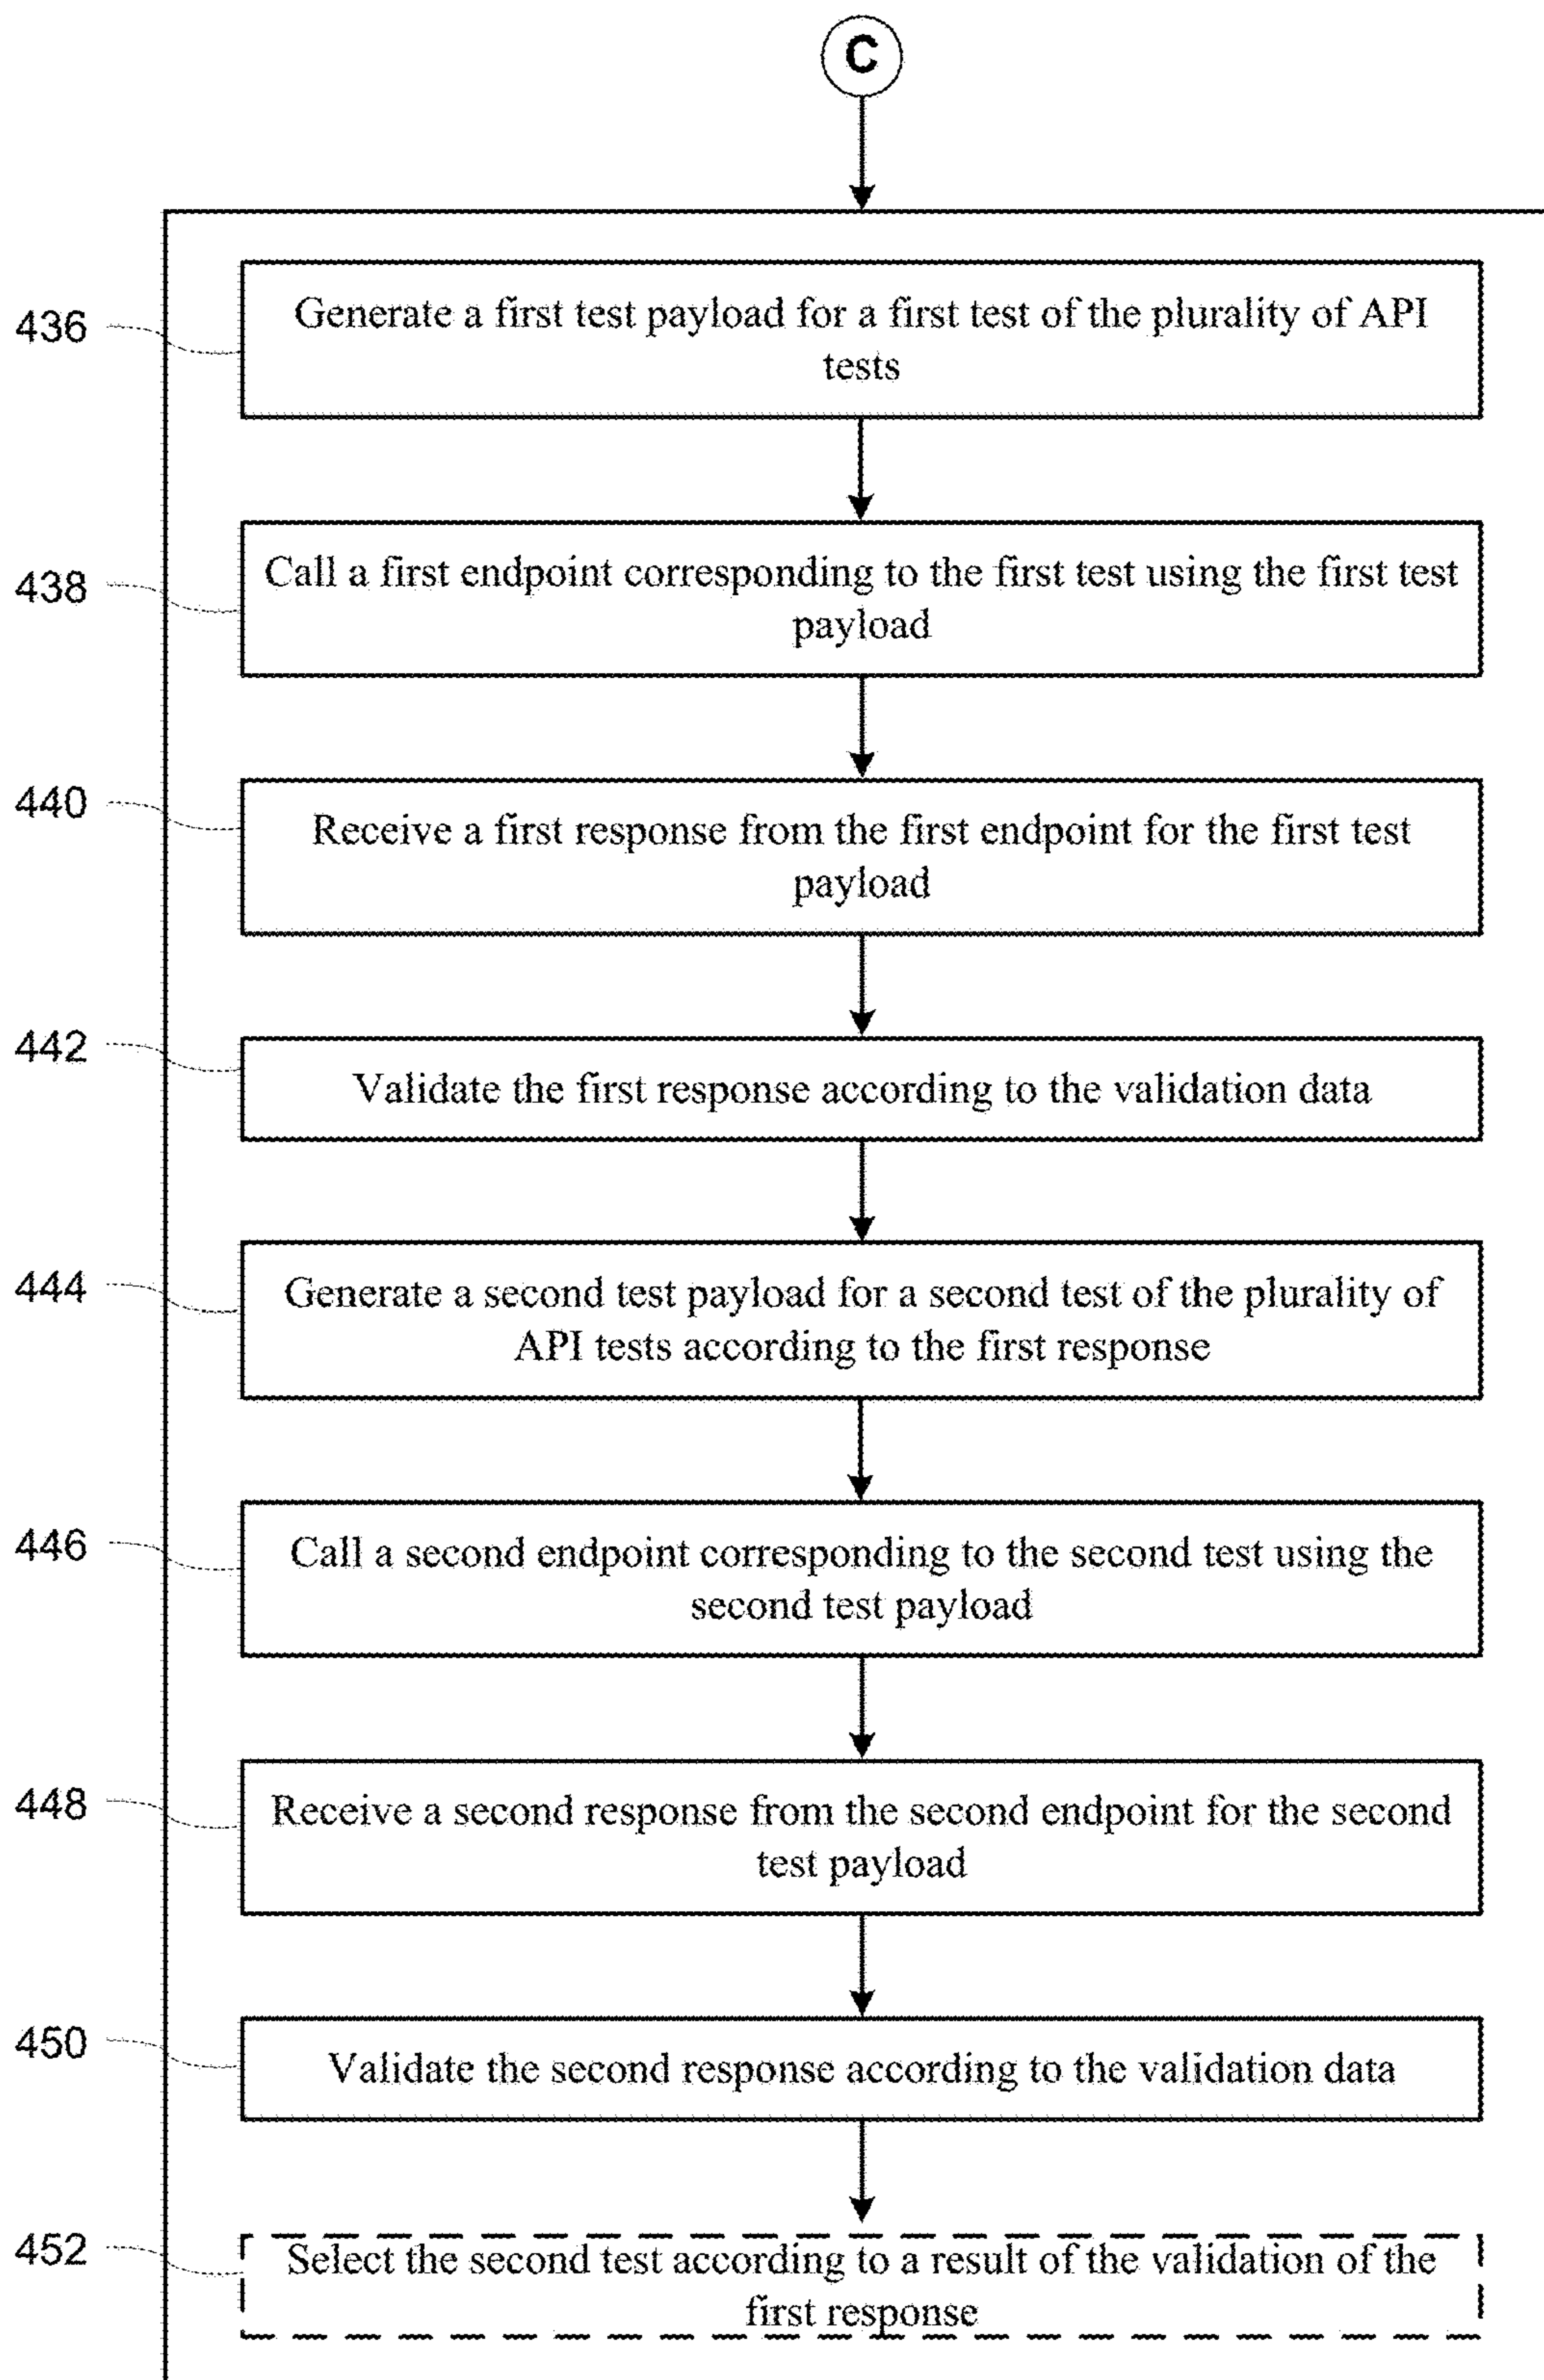 C
436
Generate a first test payload for a first test of the plurality of API
tests
438
Call a first endpoint corresponding to the first test using the first test
payload
440
Receive a first response from the first endpoint for the first test
payload
442
Validate the first response according to the validation data
444
Generate a second test payload for a second test of the plurality of
API tests according to the first response
446
Call a second endpoint corresponding to the second test using the
second test payload
448
Receive a second response from the second endpoint for the second
test payload
450
Validate the second response according to the validation data
452
Select the second test according to a result of the validation of the
first response